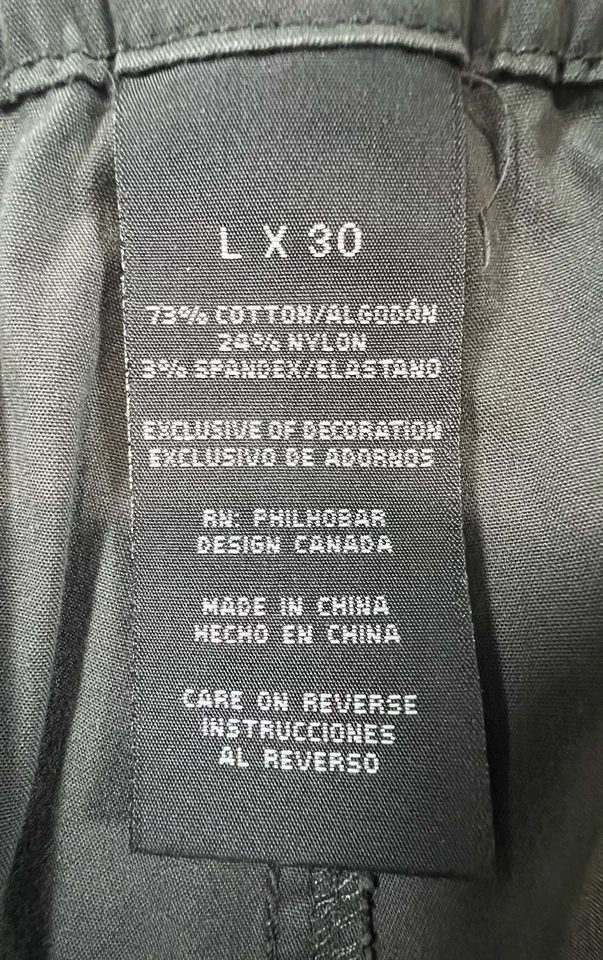 L X 30
73% COTTON/ALGODÓN
24% NYLON
3% SPANDEX/ELASTANO
EXCLUSIVE OF DECORATION
EXCLUSIVO DE ADORNOS
RN: PHILHOBAR
DESIGN CANADA
MADE IN CHINA
HECHO EN CHINA
CARE ON REVERSE
INSTRUCCIONES
AL REVERSO